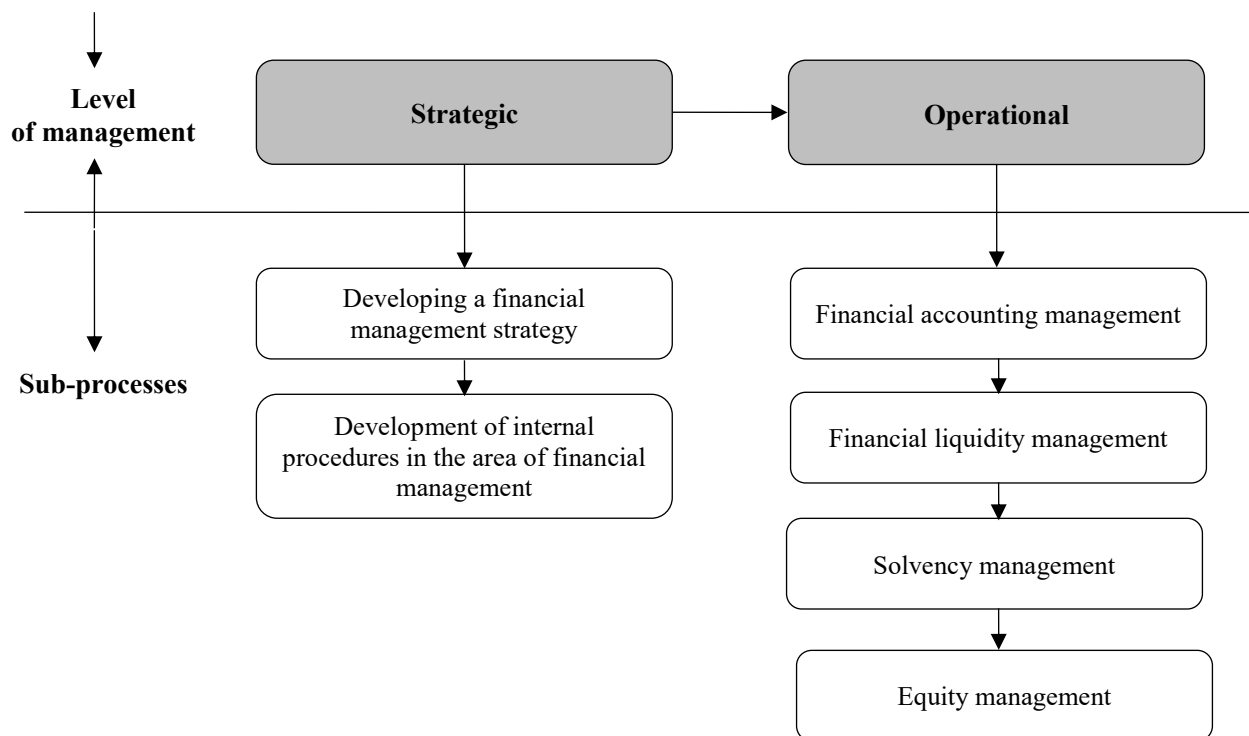 Level
of management
Strategic
Operational
Sub-processes
Developing a financial
management strategy
Development of internal
procedures in the area of financial
management
Financial accounting management
Financial liquidity management
Solvency management
Equity management